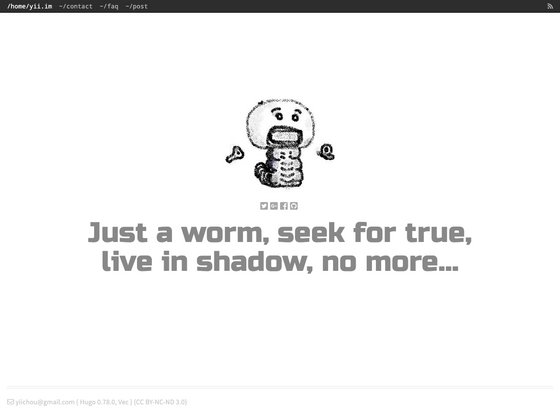 /home/yii.im ~/contact ~/faq ~/post
Just a worm, seek for true,
live in shadow, no more...
yiichou@gmail.com ( Hugo 0.78.0, Vec ) (CC BY-NC-ND 3.0)